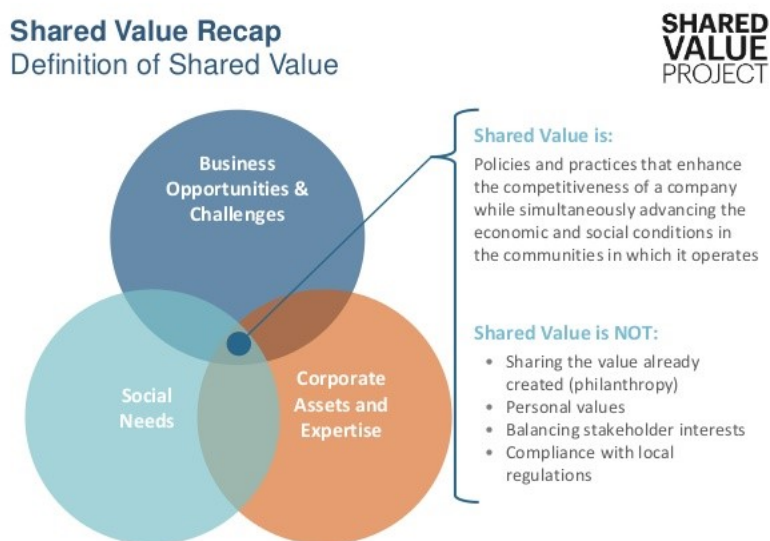 Shared Value Recap
Definition of Shared Value
SHARED
VALUE
PROJECT
Business
Opportunities &
Challenges
Social
Needs
Corporate
Assets and
Expertise
Shared Value is:
Policies and practices that enhance
the competitiveness of a company
while simultaneously advancing the
economic and social conditions in
the communities in which it operates
Shared Value is NOT:
• Sharing the value already
created (philanthropy)
• Personal values
• Balancing stakeholder interests
• Compliance with local
regulations